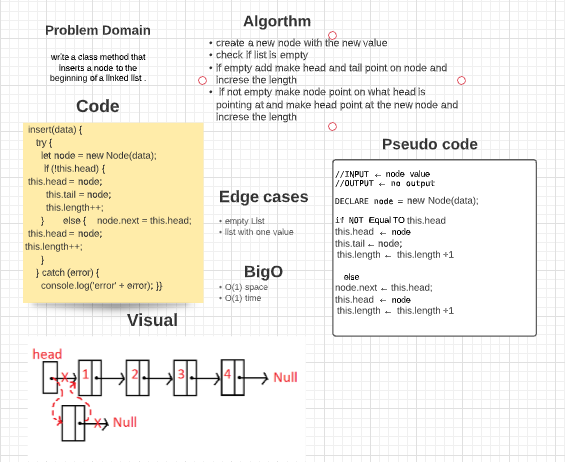 Problem Domain
write a class method that
inserts a node to the
beginning of a linked list .
Algorthm
• create a new node with the new value
• check if list is empty
• if empty add make head and tail point on node and
increse the length
• if not empty make node point on what head is
pointing at and make head point at the new node and
increse the length
Code
insert(data) {
try {
let node = new Node(data);
if (!this.head) {
this.head = node;
this.tail = node;
this.length++;
} else { node.next = this.head;
this.head = node;
this.length++;
}
} catch (error) {
console.log('error' + error); }}
Edge cases
• empty List
• list with one value
BigO
• O(1) space
• O(1) time
Pseudo code
//INPUT ← node value
//OUTPUT ← no output
DECLARE node = new Node(data);
if NOT Equal TO this.head
this.head ← node
this.tail ← node;
this.length ← this.length +1
else
node.next ← this.head;
this.head ← node
this.length ← this.length +1
Visual
head
1 2 3 4 Null
Null